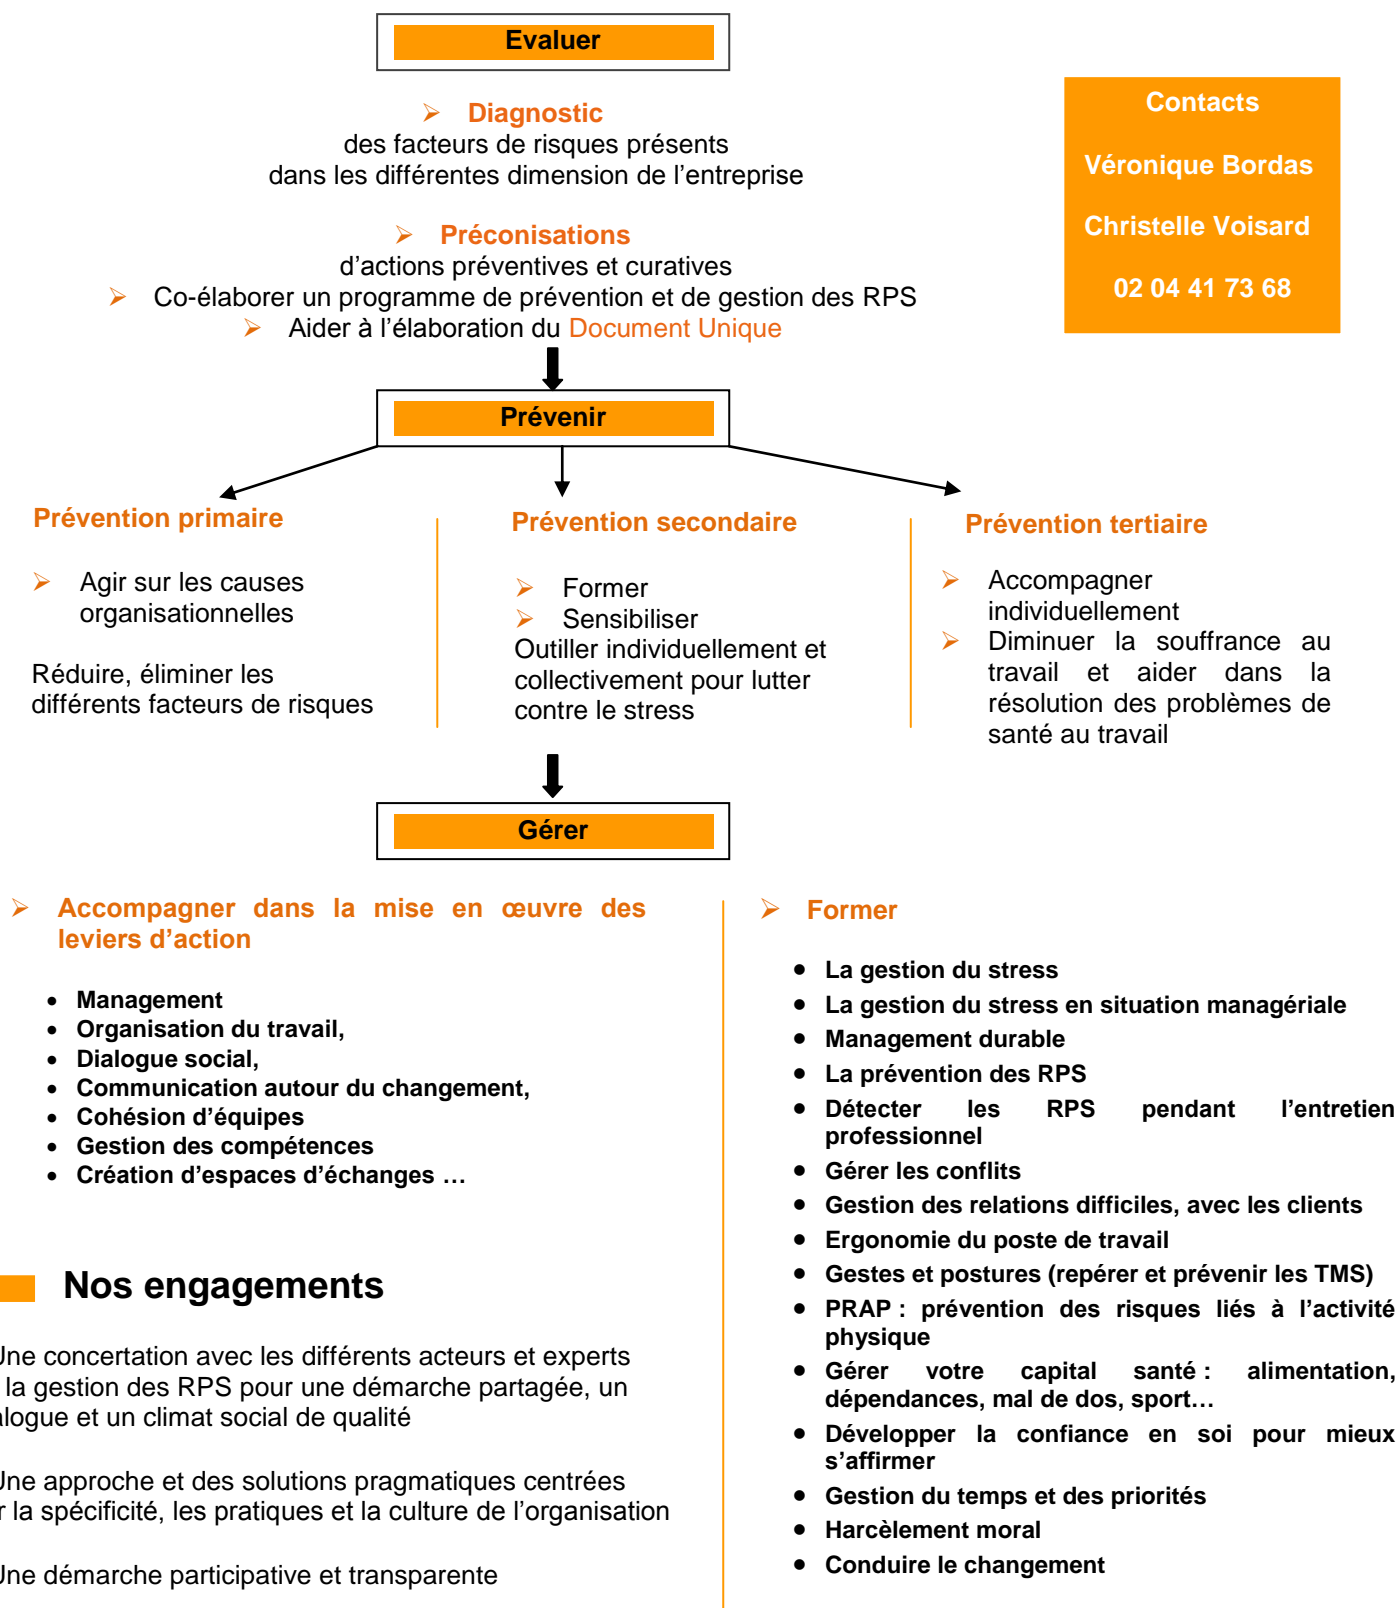 Evaluer
➢ Diagnostic
des facteurs de risques présents
dans les différentes dimension de l’entreprise
➢ Préconisations
d’actions préventives et curatives
➢ Co-élaborer un programme de prévention et de gestion des RPS
➢ Aider à l’élaboration du Document Unique
Contacts
Véronique Bordas
Christelle Voisard
02 04 41 73 68
Prévenir
Prévention primaire
➢ Agir sur les causes
organisationnelles
Réduire, éliminer les
différents facteurs de risques
Prévention secondaire
➢ Former
➢ Sensibiliser
Outiller individuellement et
collectivement pour lutter
contre le stress
Prévention tertiaire
➢ Accompagner
individuellement
➢ Diminuer la souffrance au
travail et aider dans la
résolution des problèmes de
santé au travail
Gérer
➢ Accompagner dans la mise en œuvre des
leviers d’action
• Management
• Organisation du travail,
• Dialogue social,
• Communication autour du changement,
• Cohésion d’équipes
• Gestion des compétences
• Création d’espaces d’échanges …
Nos engagements
Une concertation avec les différents acteurs et experts
la gestion des RPS pour une démarche partagée, un
alogue et un climat social de qualité
Une approche et des solutions pragmatiques centrées
r la spécificité, les pratiques et la culture de l’organisation
Une démarche participative et transparente
➢ Former
• La gestion du stress
• La gestion du stress en situation managériale
• Management durable
• La prévention des RPS
• Détecter les RPS pendant l’entretien
professionnel
• Gérer les conflits
• Gestion des relations difficiles, avec les clients
• Ergonomie du poste de travail
• Gestes et postures (repérer et prévenir les TMS)
• PRAP : prévention des risques liés à l’activité
physique
• Gérer votre capital santé : alimentation,
dépendances, mal de dos, sport…
• Développer la confiance en soi pour mieux
s’affirmer
• Gestion du temps et des priorités
• Harcèlement moral
• Conduire le changement